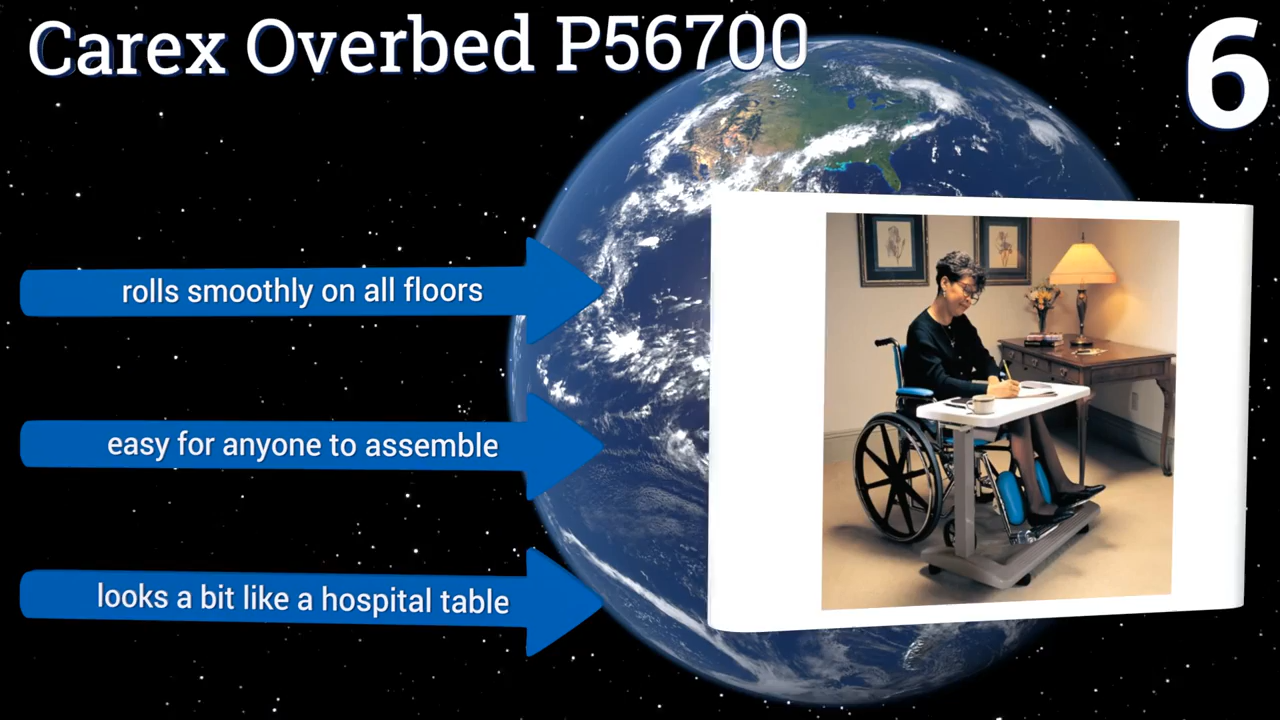 Carex Overbed P56700
6
rolls smoothly on all floors
easy for anyone to assemble
looks a bit like a hospital table